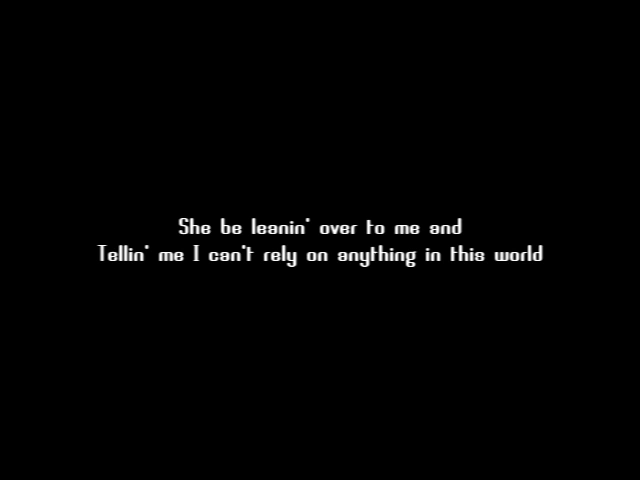 She be leanin' over to me and
Tellin' me I can't rely on anything in this world